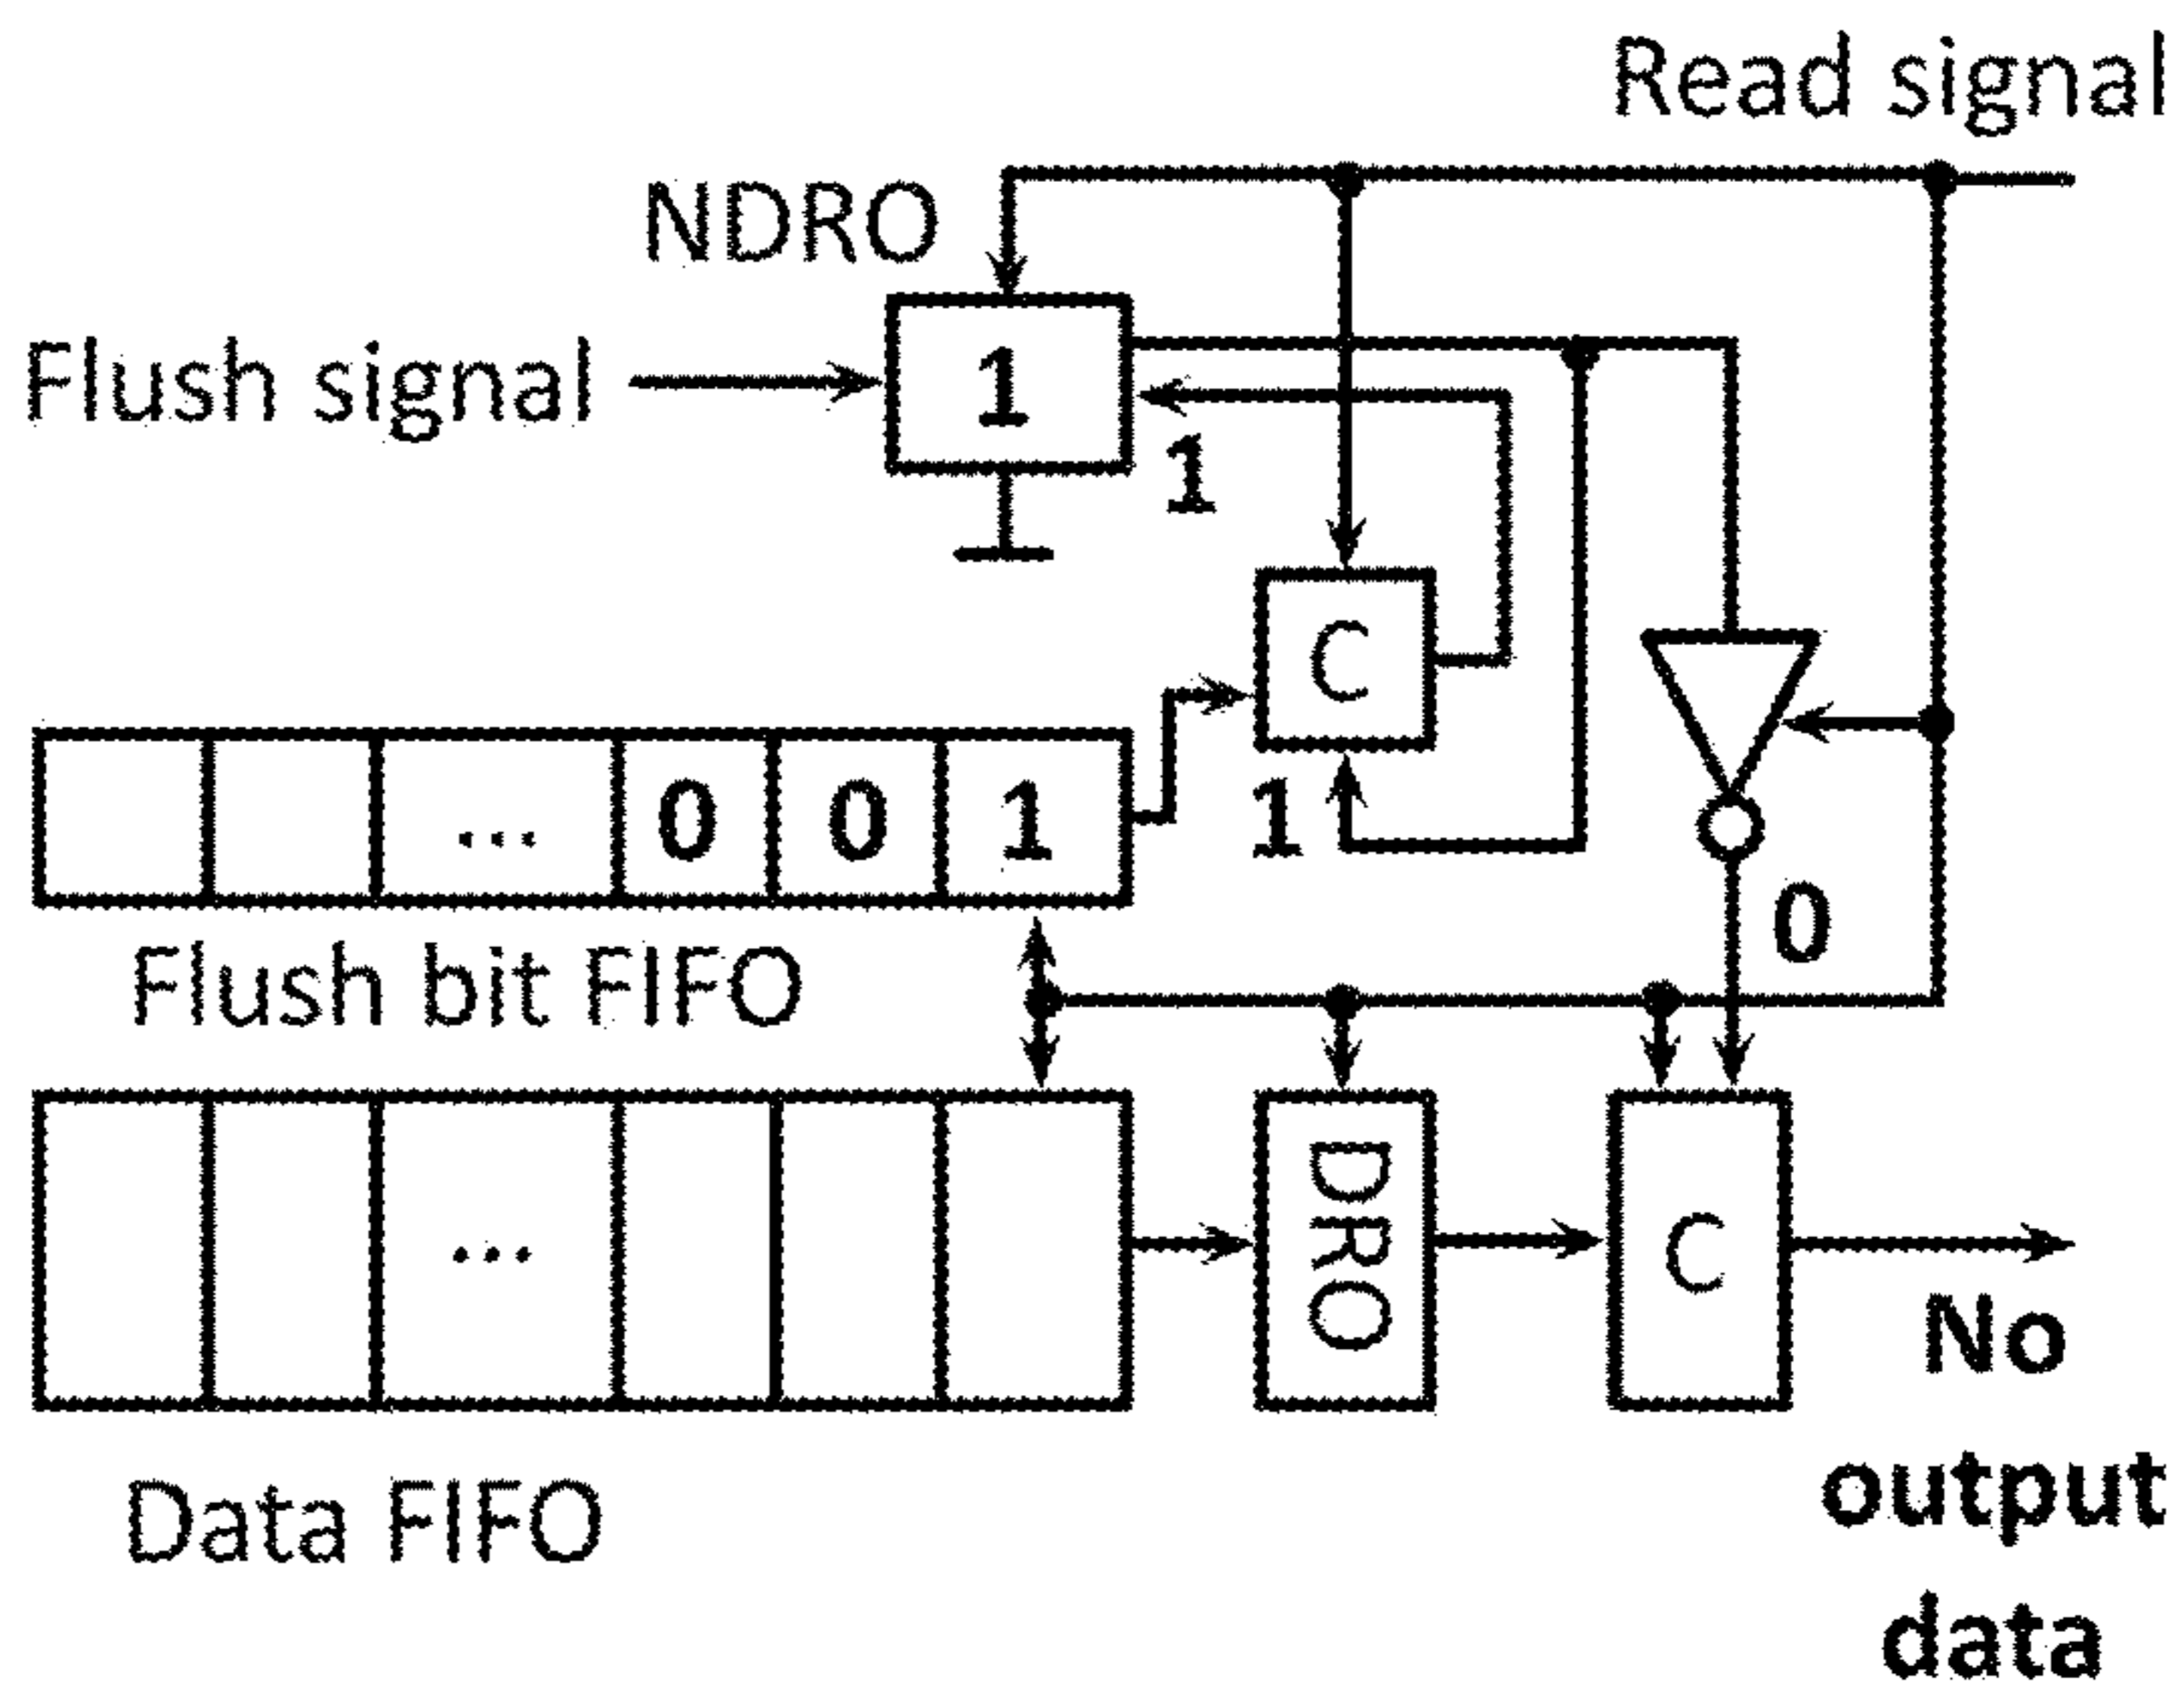 Read signal
NDRO
Flush signal
1
1
C
... 0 0 1
1
0
Flush bit FIFO
DRO
C
...
No
output
data
Data FIFO